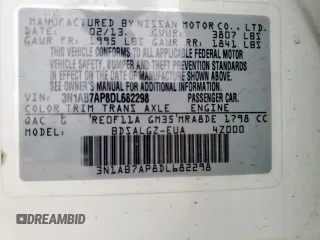 MANUFACTURED BY NISSAN MOTOR CO., LTD.
DATE: 02/13. GVWR: 3807 LBS
GAWR FR: 1995 LBS GAWR RR: 1841 LBS
THIS VEHICLE CONFORMS TO ALL APPLICABLE FEDERAL MOTOR
VEHICLE SAFETY, BUMPER, AND THEFT PREVENTION STANDARDS
IN EFFECT ON THE DATE OF MANUFACTURE
SHOWN ABOVE.
SEE OWNER'S MANUAL FOR ADDITIONAL INFORMATION.
VIN: 3N1AB7AP8DL682298 PASSENGER CAR.
COLOR TRIM TRANS AXLE ENGINE
QAC G RE0F11A GM35 MRA8DE 1798 CC
MODEL: BDSALGZ-EUA 4Z000
3N1AB7AP8DL682298